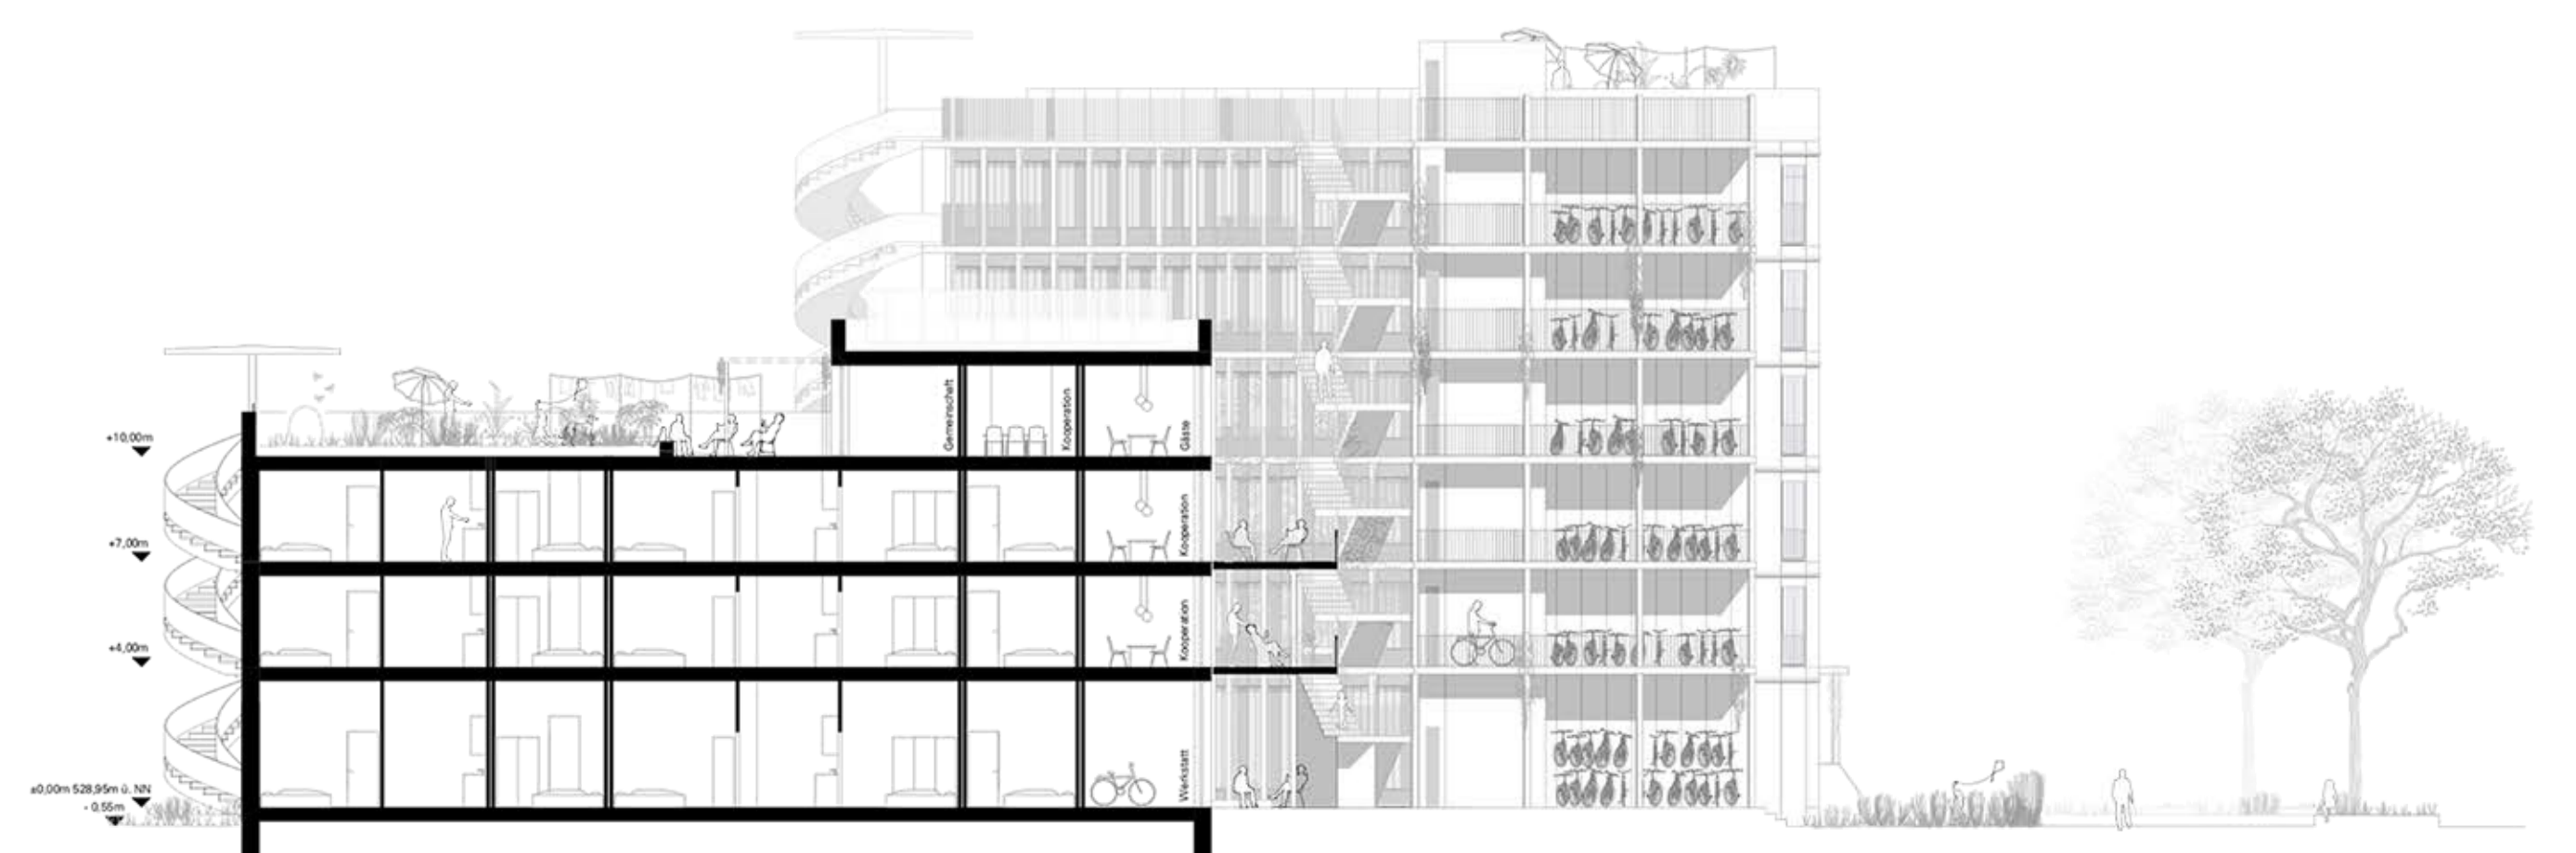 +10,00m
+7,00m
+4,00m
±0,00m 528,95m ü. NN
- 0,55m
Gemeinschaft
Kooperation
Gäste
Kooperation
Kooperation
Werkstatt